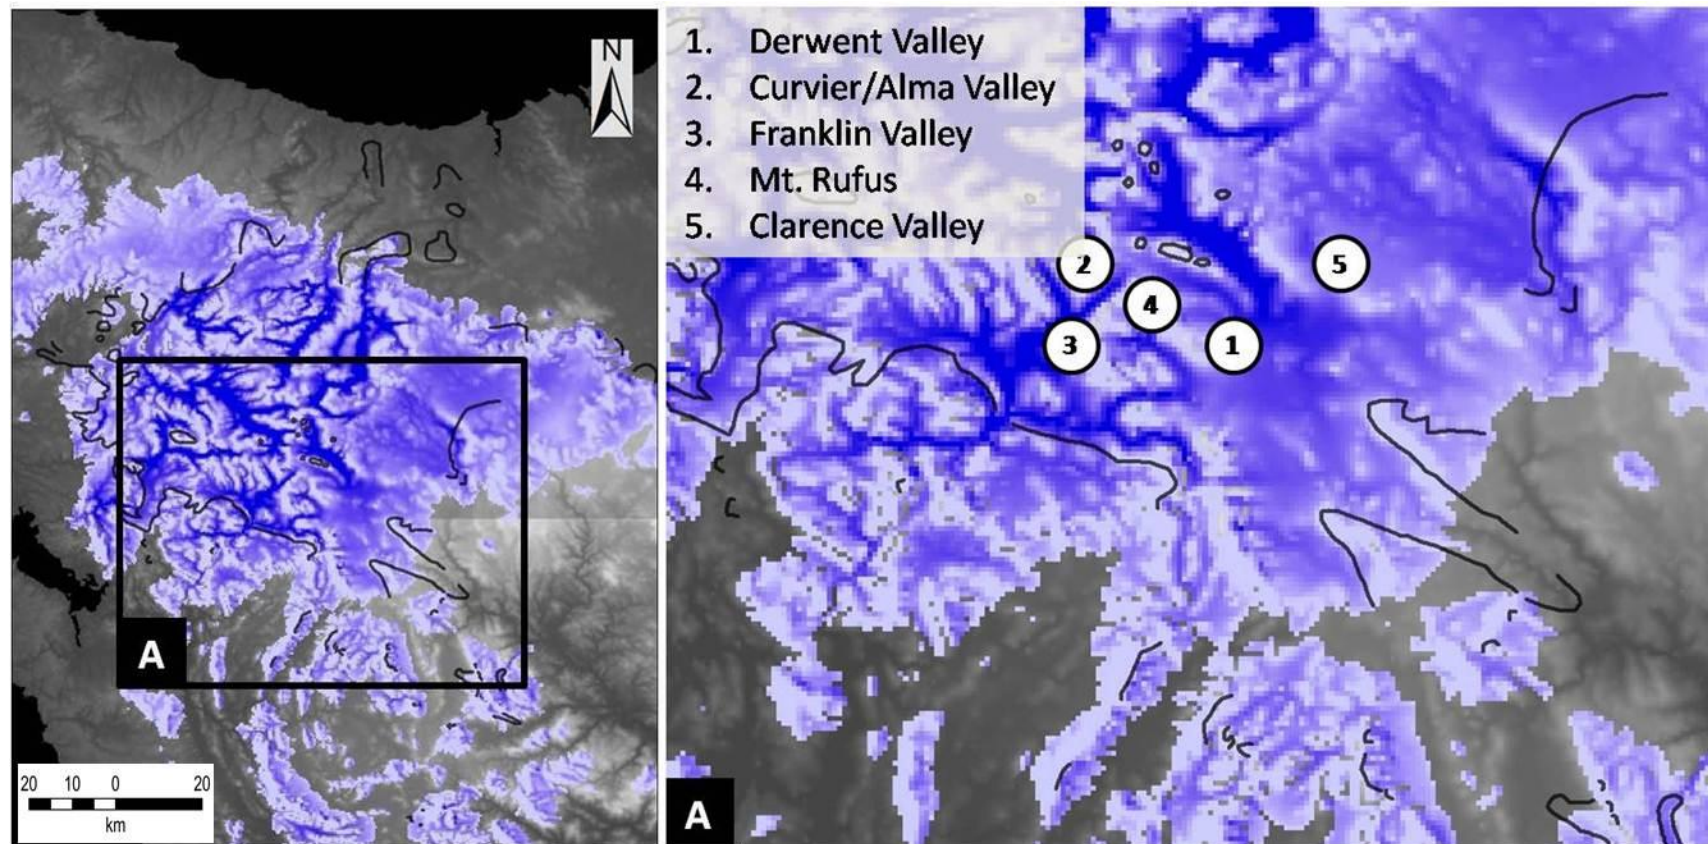 N
A
20 10 0 20
km
1. Derwent Valley
2. Curvier/Alma Valley
3. Franklin Valley
4. Mt. Rufus
5. Clarence Valley
2
5
4
3
1
A